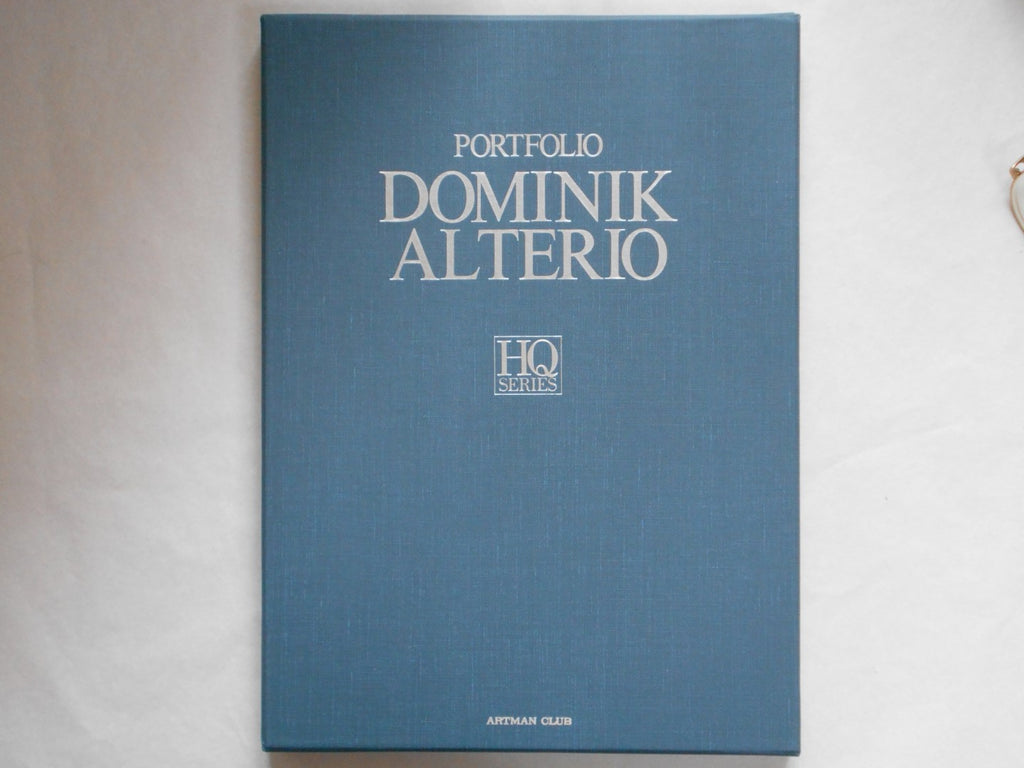 PORTFOLIO
DOMINIK
ALTERIO
HQ
SERIES
ARTMAN CLUB